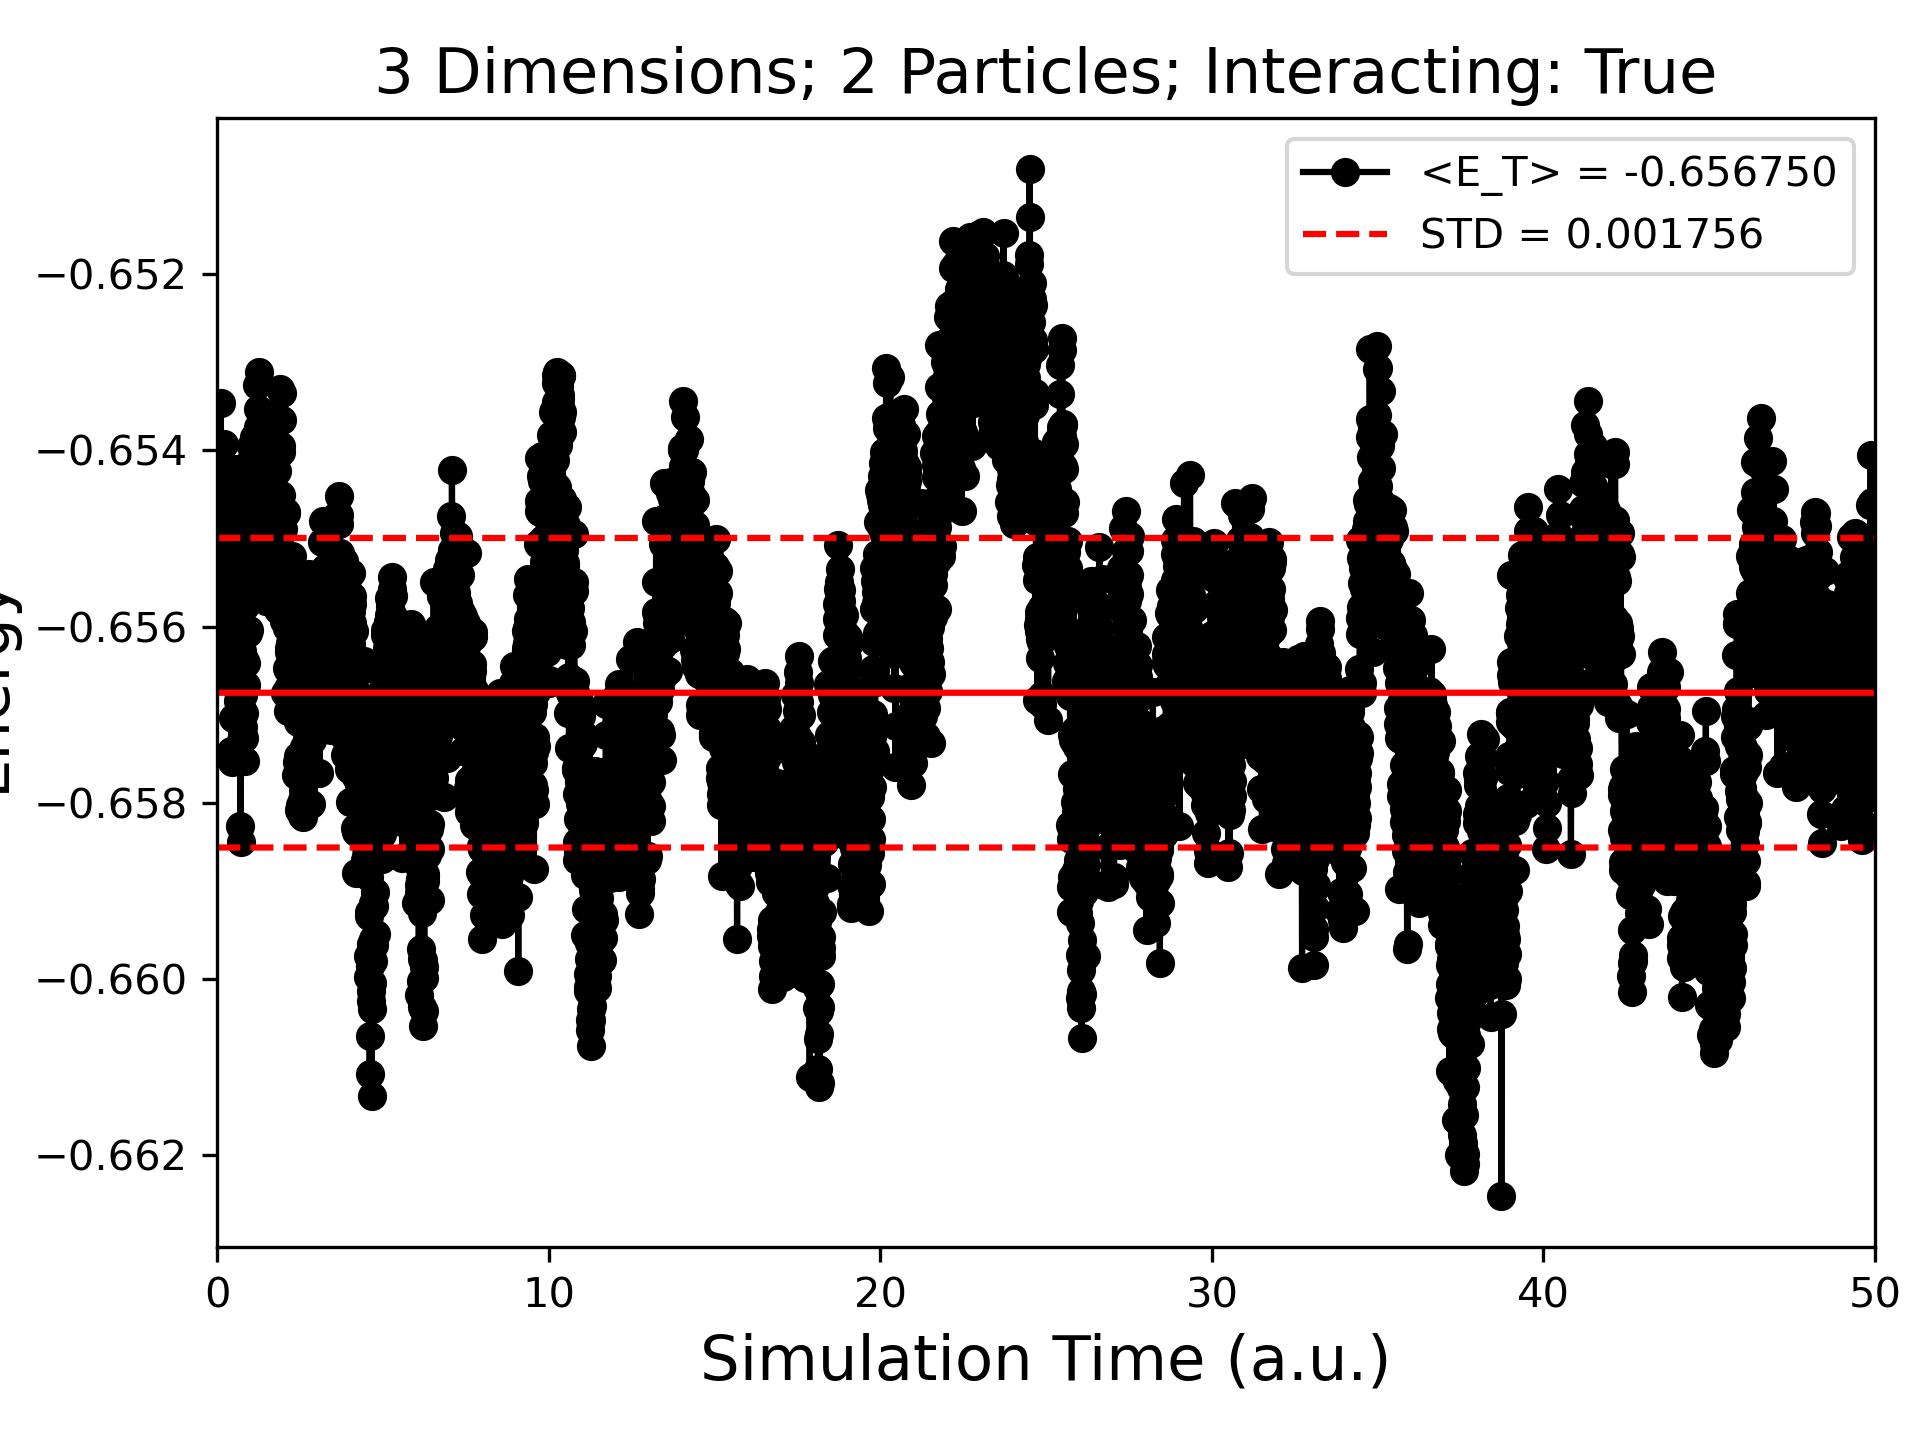 3 Dimensions; 2 Particles; Interacting: True
<E_T> = -0.656750
STD = 0.001756
−0.652
−0.654
−0.656
−0.658
−0.660
−0.662
Energy
0 10 20 30 40 50
Simulation Time (a.u.)